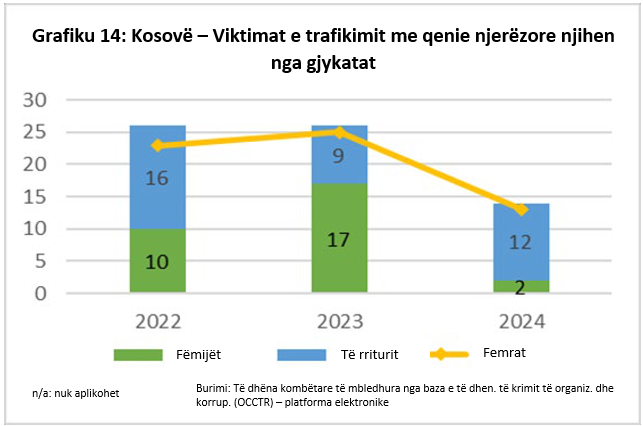 Grafiku 14: Kosovë – Viktimat e trafikimit me qenie njerëzore njihen
nga gjykatat
30
25
20
15
10
5
0
16
10
9
17
12
2
2022
2023
2024
Fëmijët
Të rriturit
Femrat
n/a: nuk aplikohet
Burimi: Të dhëna kombëtare të mbledhura nga baza e të dhen. të krimit të organiz. dhe
korrup. (OCCTR) – platforma elektronike